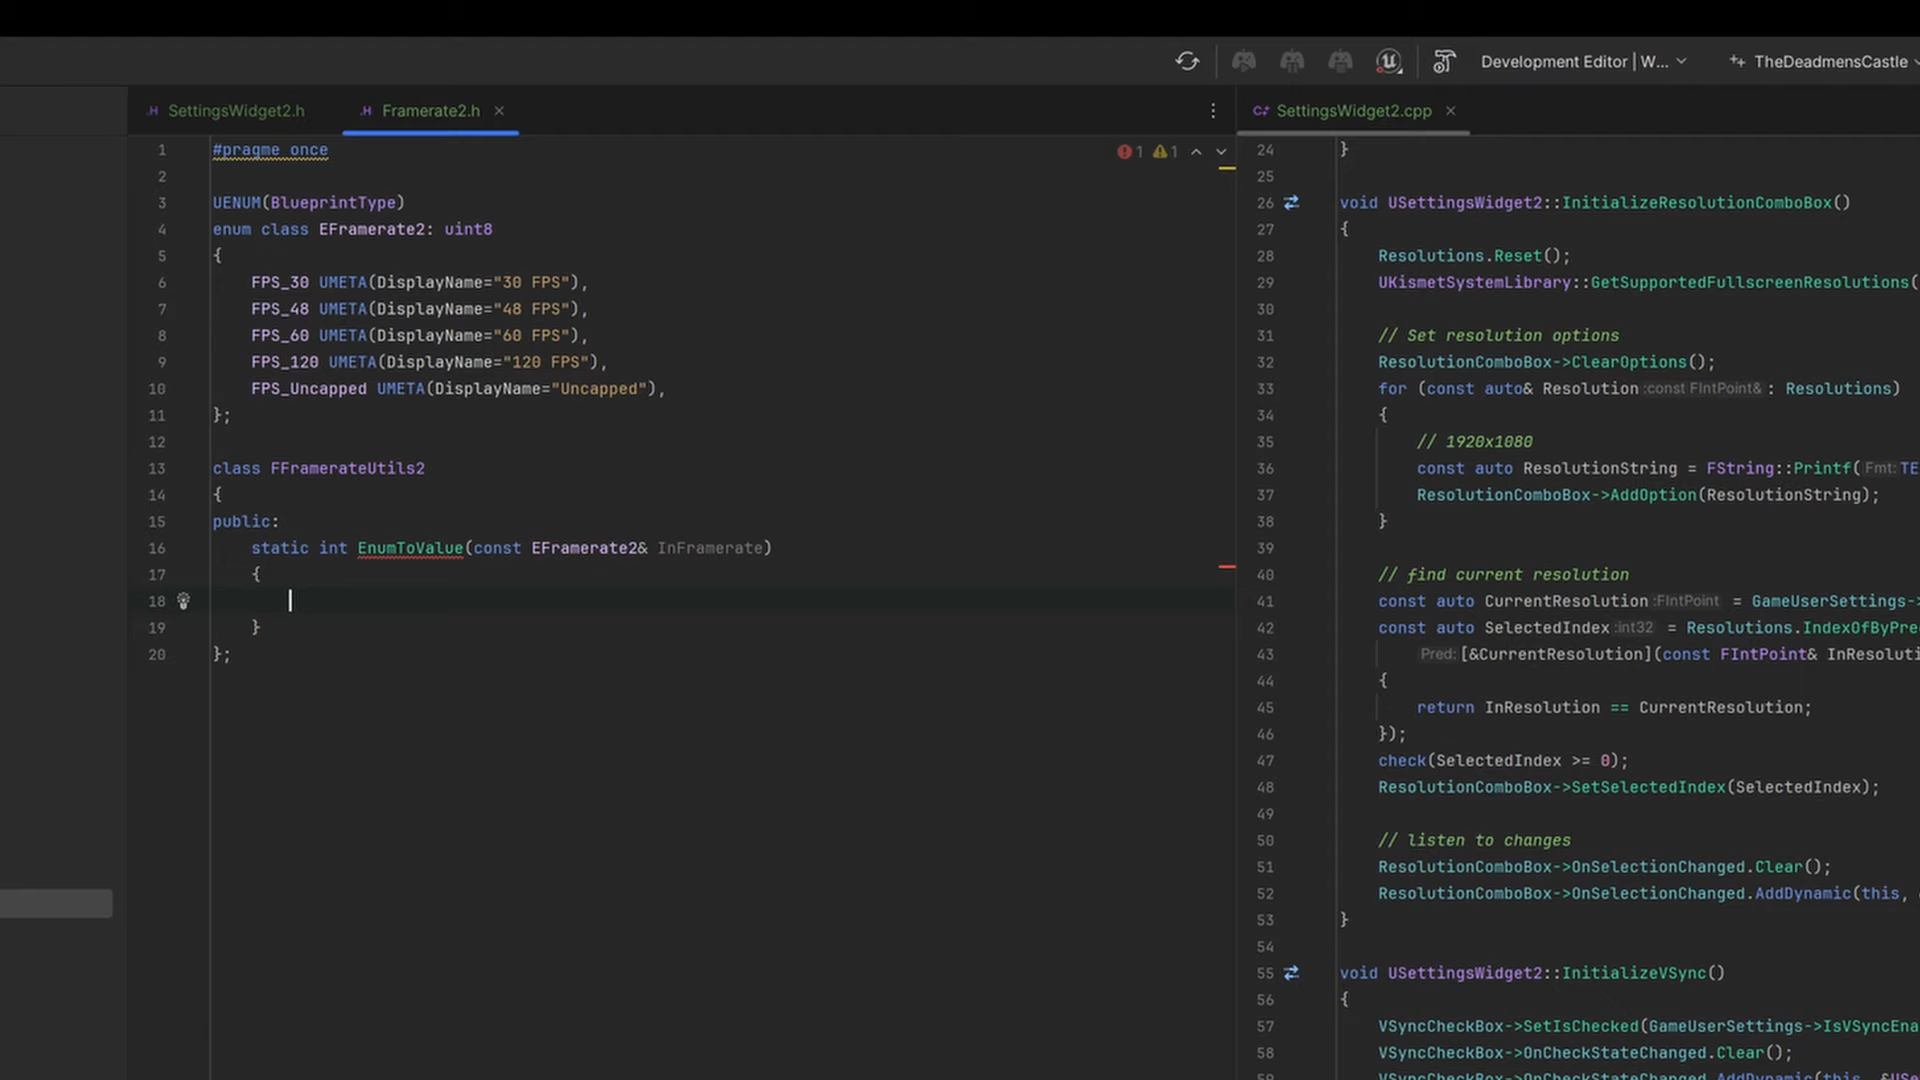 Development Editor | W...
TheDeadmensCastle
SettingsWidget2.h
Framerate2.h
SettingsWidget2.cpp
1 #pragme once
2
3 UENUM(BlueprintType)
4 enum class EFramerate2: uint8
5 {
6 FPS_30 UMETA(DisplayName="30 FPS"),
7 FPS_48 UMETA(DisplayName="48 FPS"),
8 FPS_60 UMETA(DisplayName="60 FPS"),
9 FPS_120 UMETA(DisplayName="120 FPS"),
10 FPS_Uncapped UMETA(DisplayName="Uncapped"),
11 };
12
13 class FFramerateUtils2
14 {
15 public:
16 static int EnumToValue(const EFramerate2& InFramerate)
17 {
18
19 }
20 };
1 1
24 }
25
26 void USettingsWidget2::InitializeResolutionComboBox()
27 {
28 Resolutions.Reset();
29 UKismetSystemLibrary::GetSupportedFullscreenResolutions(
30
31 // Set resolution options
32 ResolutionComboBox->ClearOptions();
33 for (const auto& Resolution :const FIntPoint& : Resolutions)
34 {
35 // 1920x1080
36 const auto ResolutionString = FString::Printf( Fmt: TE
37 ResolutionComboBox->AddOption(ResolutionString);
38 }
39
40 // find current resolution
41 const auto CurrentResolution :FIntPoint = GameUserSettings->
42 const auto SelectedIndex :int32 = Resolutions.IndexOfByPre
43 Pred: [&CurrentResolution](const FIntPoint& InResoluti
44 {
45 return InResolution == CurrentResolution;
46 });
47 check(SelectedIndex >= 0);
48 ResolutionComboBox->SetSelectedIndex(SelectedIndex);
49
50 // listen to changes
51 ResolutionComboBox->OnSelectionChanged.Clear();
52 ResolutionComboBox->OnSelectionChanged.AddDynamic(this,
53 }
54
55 void USettingsWidget2::InitializeVSync()
56 {
57 VSyncCheckBox->SetIsChecked(GameUserSettings->IsVSyncEna
58 VSyncCheckBox->OnCheckStateChanged.Clear();
59 VSyncCheckBox->OnCheckStateChanged.AddDynamic(this, &USe